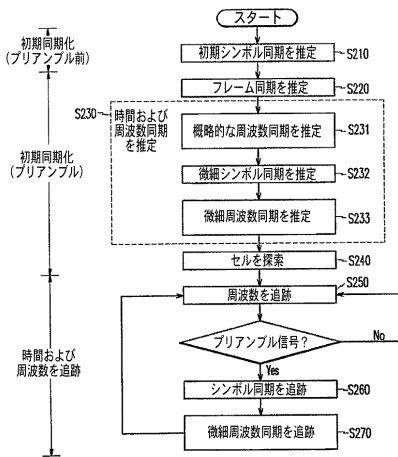 スタート
初期同期化
(プリアンブル前)
初期シンボル同期を推定
S210
フレーム同期を推定
S220
S230
時間および
周波数同期
を推定
概略的な周波数同期を推定
S231
初期同期化
(プリアンブル)
微細シンボル同期を推定
S232
微細周波数同期を推定
S233
セルを探索
S240
S250
周波数を追跡
プリアンブル信号?
No
Yes
時間および
周波数を追跡
シンボル同期を追跡
S260
微細周波数同期を追跡
S270